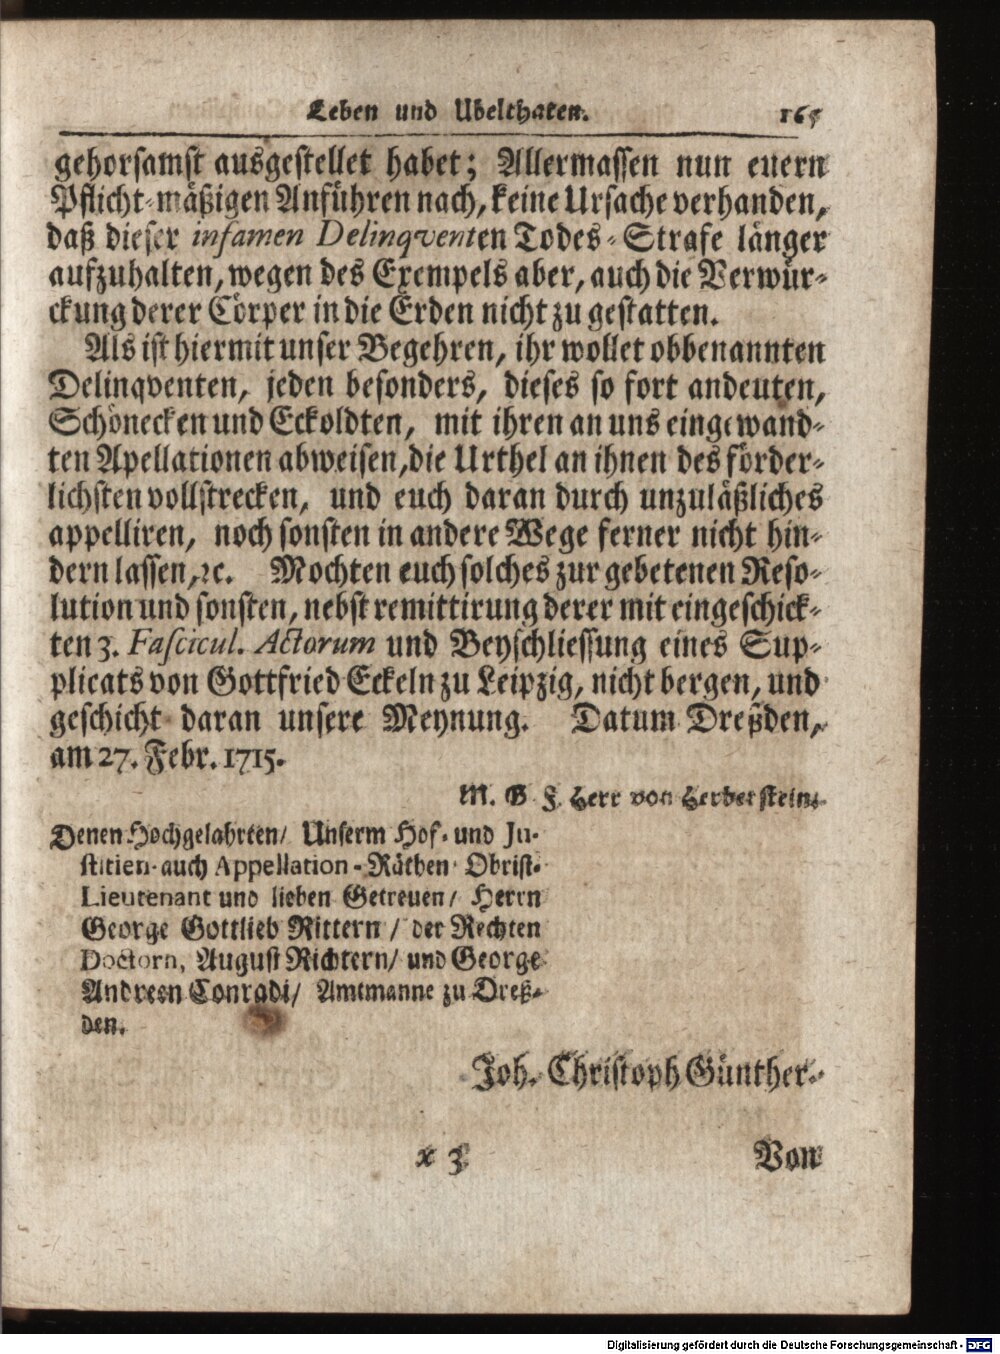 Leben und Ubelthaten. 165
gehorsamst ausgestellet habet; Allermassen nun euern
Pflicht-mäßigen Anführen nach, keine Ursache verhanden,
daß dieser infamen Delinqventen Todes-Strafe länger
aufzuhalten, wegen des Exempels aber, auch die Verwür-
ckung derer Cörper in die Erden nicht zu gestatten.
Als ist hiermit unser Begehren, ihr wollet obbenannten
Delinqventen, jeden besonders, dieses so fort andeuten,
Schönecken und Eckoldten, mit ihren an uns eingewand-
ten Apellationen abweisen, die Urthel an ihnen des förder-
lichsten vollstrecken, und euch daran durch unzuläßliches
appelliren, noch sonsten in andere Wege ferner nicht hin-
dern lassen, ꝛc. Mochten euch solches zur gebetenen Reso-
lution und sonsten, nebst remittirung derer mit eingeschick-
ten 3. Fascicul. Actorum und Beyschliessung eines Sup-
plicats von Gottfried Eckeln zu Leipzig, nicht bergen, und
geschicht daran unsere Meynung. Datum Dreßden,
am 27. Febr. 1715.
M. G F. Herr von Herberstein.
Denen Hochgelahrten/ Unserm Hof- und Ju-
stitien- auch Appellation-Räthen Obrist-
Lieutenant und lieben Getreuen/ Herrn
George Gottlieb Rittern / der Rechten
Doctorn, August Richtern/ und George
Andreen Conradi/ Amtmanne zu Dreß-
den.
Joh. Christoph Günther.
x 3 Von
Digitalisierung gefördert durch die Deutsche Forschungsgemeinschaft - DFG